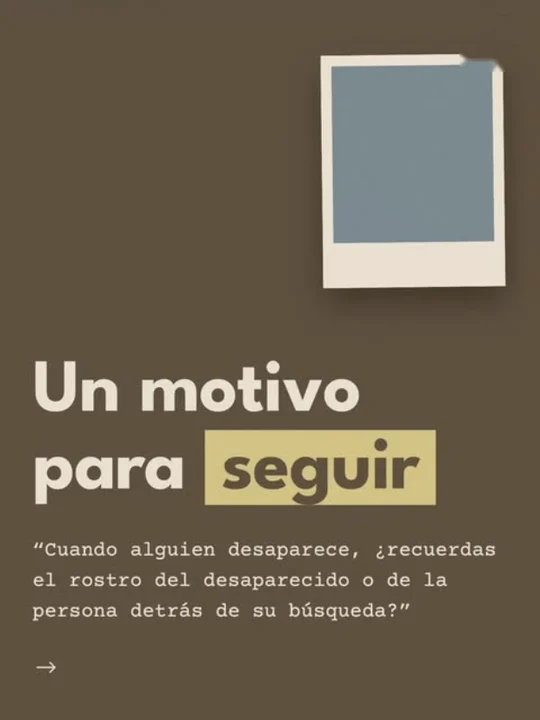 Un motivo
para seguir
“Cuando alguien desaparece, ¿recuerdas
el rostro del desaparecido o de la
persona detrás de su búsqueda?”
→